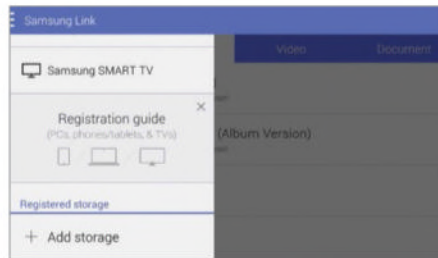 Samsung Link
Video Document
Samsung SMART TV
Registration guide
(PCs, phones/tablets, & TVs)
(Album Version)
Registered storage
Add storage